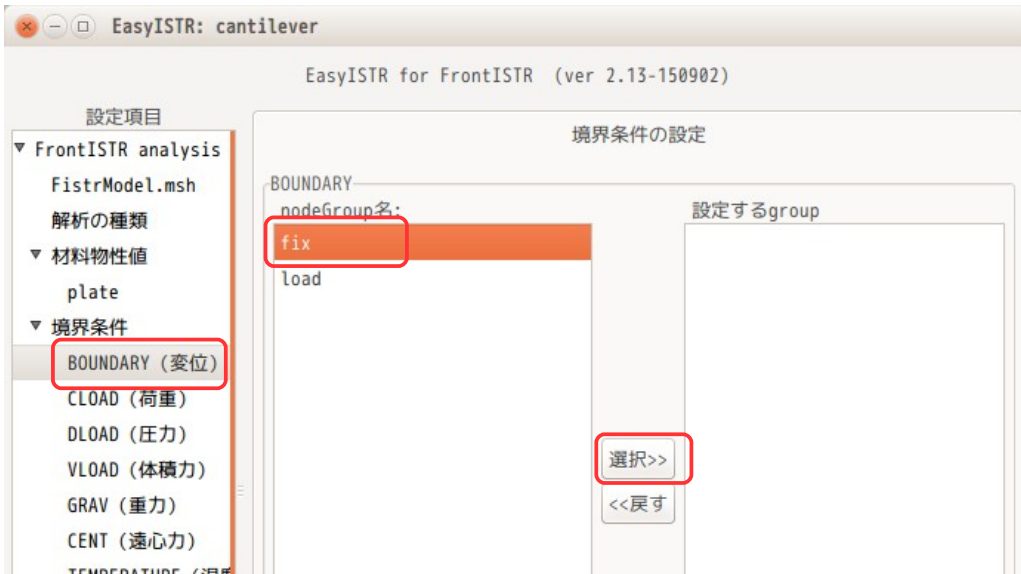 EasyISTR: cantilever
EasyISTR for FrontISTR (ver 2.13-150902)
設定項目
FrontISTR analysis
FistrModel.msh
解析の種類
材料物性値
plate
境界条件
BOUNDARY (変位)
CLOAD (荷重)
DLOAD (圧力)
VLOAD (体積力)
GRAV (重力)
CENT (遠心力)
TEMPERATURE (温度
境界条件の設定
BOUNDARY
nodeGroup名:
fix
load
選択>>
<<戻す
設定するgroup